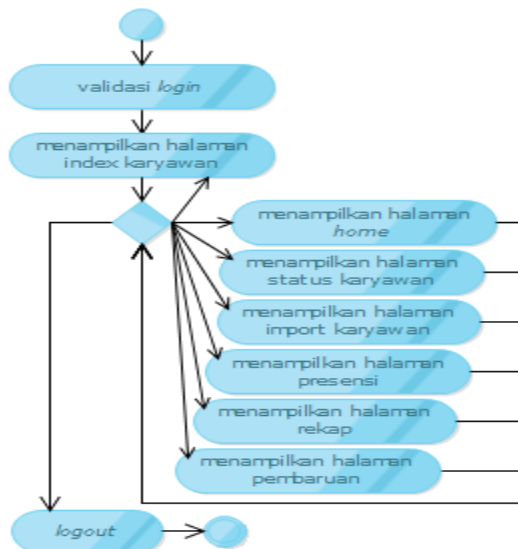 validasi login
menampilkan halaman
index karyawan
menampilkan halaman
home
menampilkan halaman
status karyawan
menampilkan halaman
import karyawan
menampilkan halaman
presensi
menampilkan halaman
rekap
menampilkan halaman
pembaruan
logout